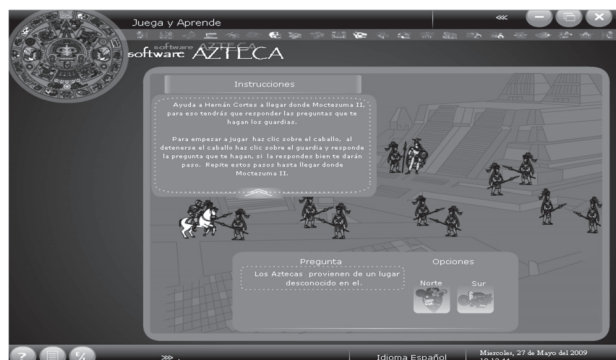 Juega y Aprende
software AZTECA
Instrucciones
Ayuda a Hernán Cortes a llegar donde Moctezuma II,
para eso tendrás que responder las preguntas que te
hagan los guardias.
Para empezar a jugar haz clic sobre el caballo, al
detenerse el caballo haz clic sobre el guardia y responde
la pregunta que te hagan, si la respondes bien te darán
paso. Repite estos pasos hasta llegar donde
Moctezuma II.
Pregunta
Opciones
Los Aztecas provienen de un lugar
desconocido en el.
Norte
Sur
Idioma Español
Miercoles, 27 de Mayo del 2009